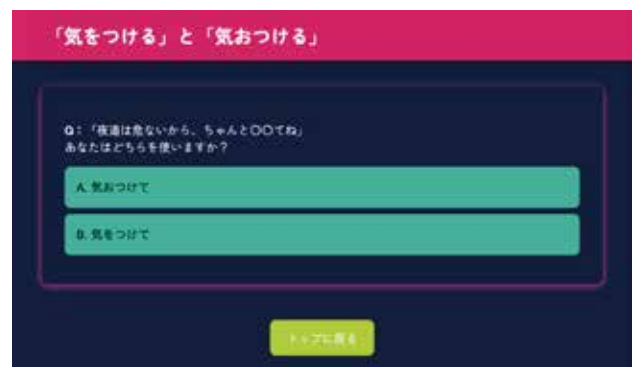 「気をつける」と「気おつける」
Q：「夜道は危ないから、ちゃんと〇〇てね」
あなたはどちらを使いますか？
A. 気おつけて
B. 気をつけて
トップに戻る